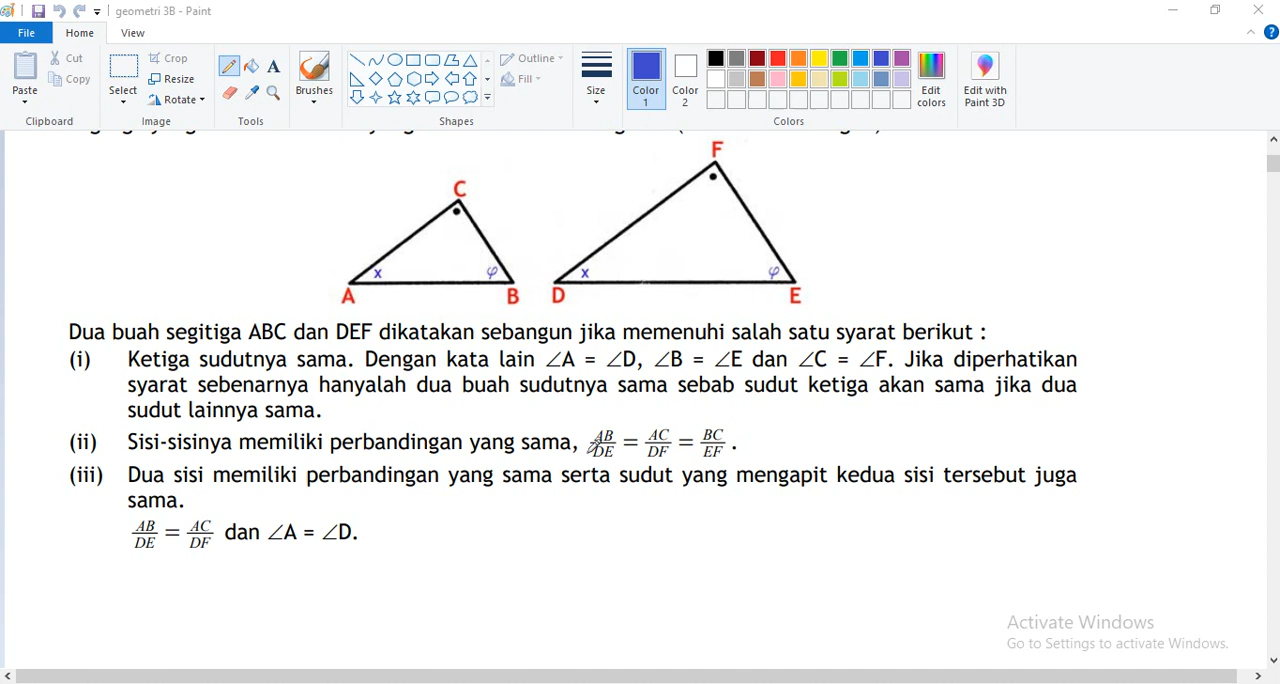 geometri 3B - Paint
File Home View
Paste
Cut
Copy
Clipboard
Select
Crop
Resize
Rotate
Image
A
Tools
Brushes
Outline
Fill
Shapes
Size
Color 1
Color 2
Edit colors
Colors
Edit with Paint 3D
F
C
x φ x φ
A B D E
Dua buah segitiga ABC dan DEF dikatakan sebangun jika memenuhi salah satu syarat berikut :
(i) Ketiga sudutnya sama. Dengan kata lain ∠A = ∠D, ∠B = ∠E dan ∠C = ∠F. Jika diperhatikan
syarat sebenarnya hanyalah dua buah sudutnya sama sebab sudut ketiga akan sama jika dua
sudut lainnya sama.
(ii) Sisi-sisinya memiliki perbandingan yang sama, AB/DE = AC/DF = BC/EF .
(iii) Dua sisi memiliki perbandingan yang sama serta sudut yang mengapit kedua sisi tersebut juga
sama.
AB/DE = AC/DF dan ∠A = ∠D.
Activate Windows
Go to Settings to activate Windows.